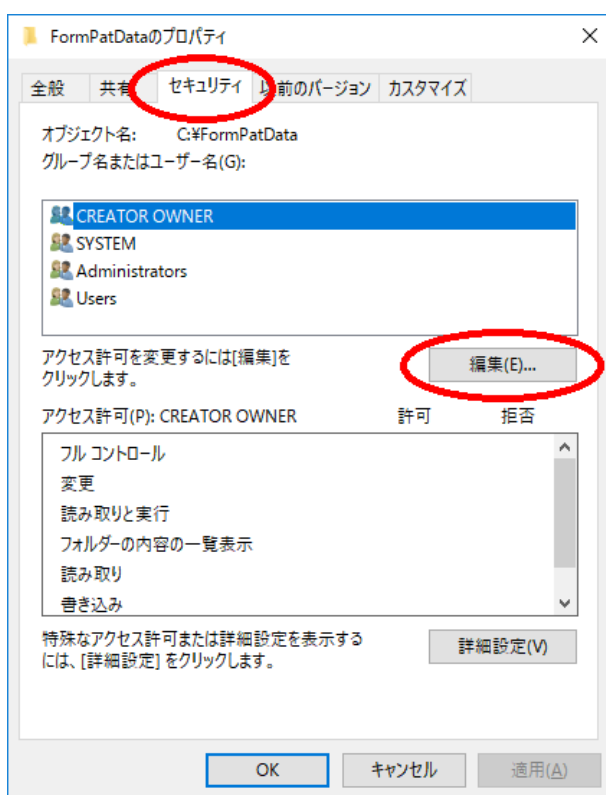 FormPatDataのプロパティ
全般 共有 セキュリティ 以前のバージョン カスタマイズ
オブジェクト名: C:¥FormPatData
グループ名またはユーザー名(G):
CREATOR OWNER
SYSTEM
Administrators
Users
アクセス許可を変更するには[編集]を
クリックします。
編集(E)...
アクセス許可(P): CREATOR OWNER 許可 拒否
フル コントロール
変更
読み取りと実行
フォルダーの内容の一覧表示
読み取り
書き込み
特殊なアクセス許可または詳細設定を表示する
には、[詳細設定] をクリックします。
詳細設定(V)
OK キャンセル 適用(A)